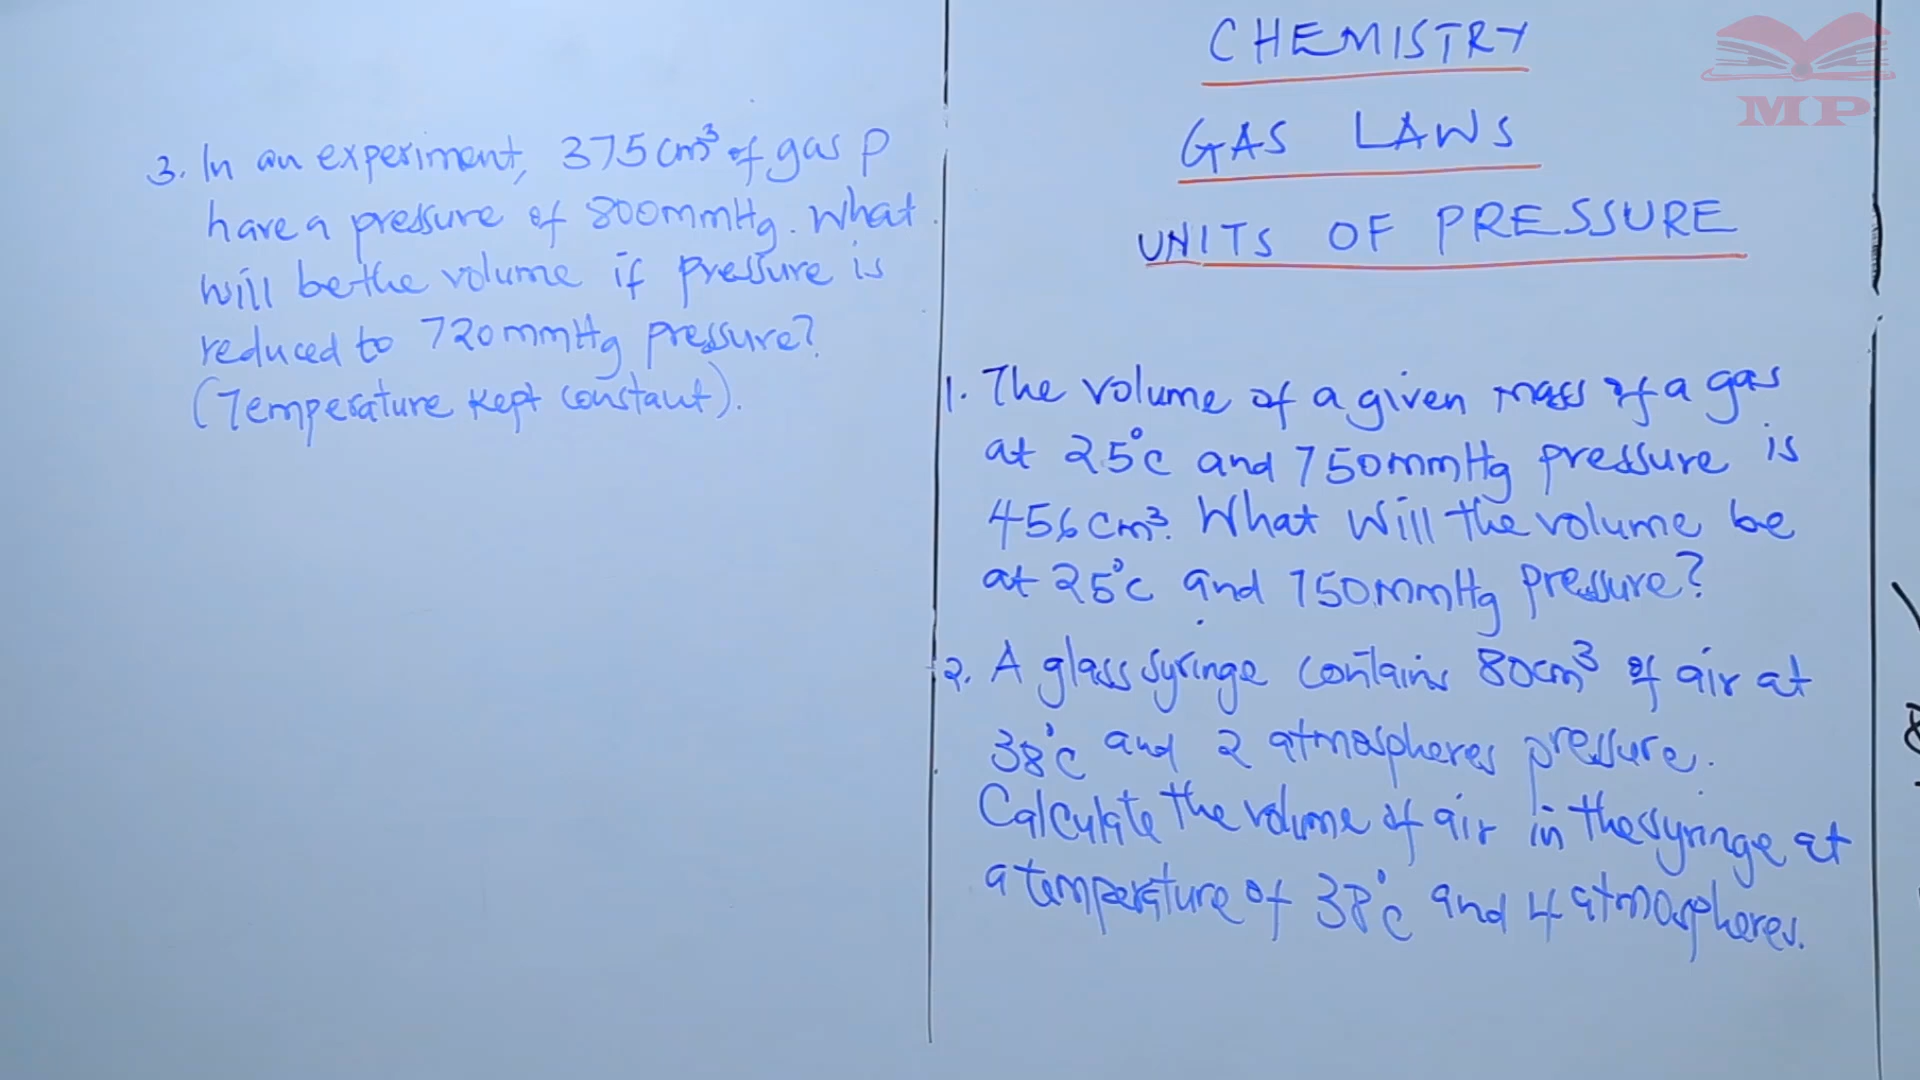 CHEMISTRY
GAS LAWS
UNITS OF PRESSURE
1. The volume of a given mass of a gas
at 25°C and 750mmHg pressure is
456cm³. What will the volume be
at 25°C and 150mmHg pressure?
2. A glass syringe contains 80cm³ of air at
38°C and 2 atmospheres pressure.
Calculate the volume of air in the syringe at
a temperature of 38°C and 4 atmospheres.
3. In an experiment, 375cm³ of gas P
have a pressure of 800mmHg. What
will be the volume if pressure is
reduced to 720mmHg pressure?
(Temperature kept constant).
MP